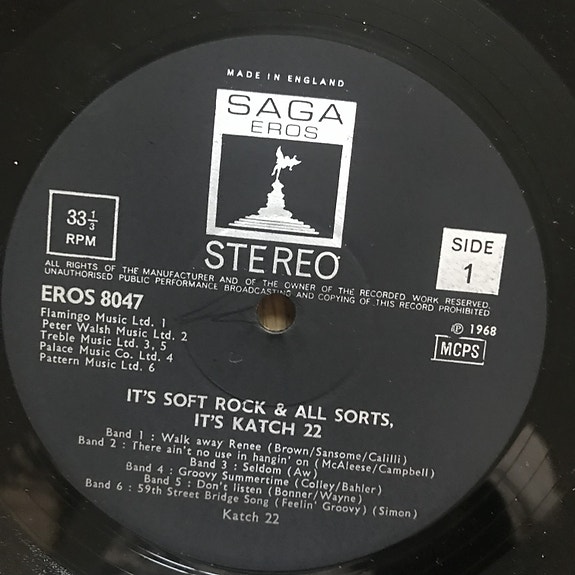 MADE IN ENGLAND
SAGA
EROS
33⅓
RPM
STEREO
SIDE
1
ALL RIGHTS OF THE MANUFACTURER AND OF THE OWNER OF THE RECORDED WORK RESERVED.
UNAUTHORISED PUBLIC PERFORMANCE BROADCASTING AND COPYING OF THIS RECORD PROHIBITED
EROS 8047
Flamingo Music Ltd. 1
Peter Walsh Music Ltd. 2
Treble Music Ltd. 3, 5
Palace Music Co. Ltd. 4
Pattern Music Ltd. 6
℗ 1968
MCPS
IT'S SOFT ROCK & ALL SORTS,
IT'S KATCH 22
Band 1 : Walk away Renee (Brown/Sansome/Calilli)
Band 2 : There ain't no use in hangin' on (McAleese/Campbell)
Band 3 : Seldom (Aw)
Band 4 : Groovy Summertime (Colley/Bahler)
Band 5 : Don't listen (Bonner/Wayne)
Band 6 : 59th Street Bridge Song (Feelin' Groovy) (Simon)
Katch 22